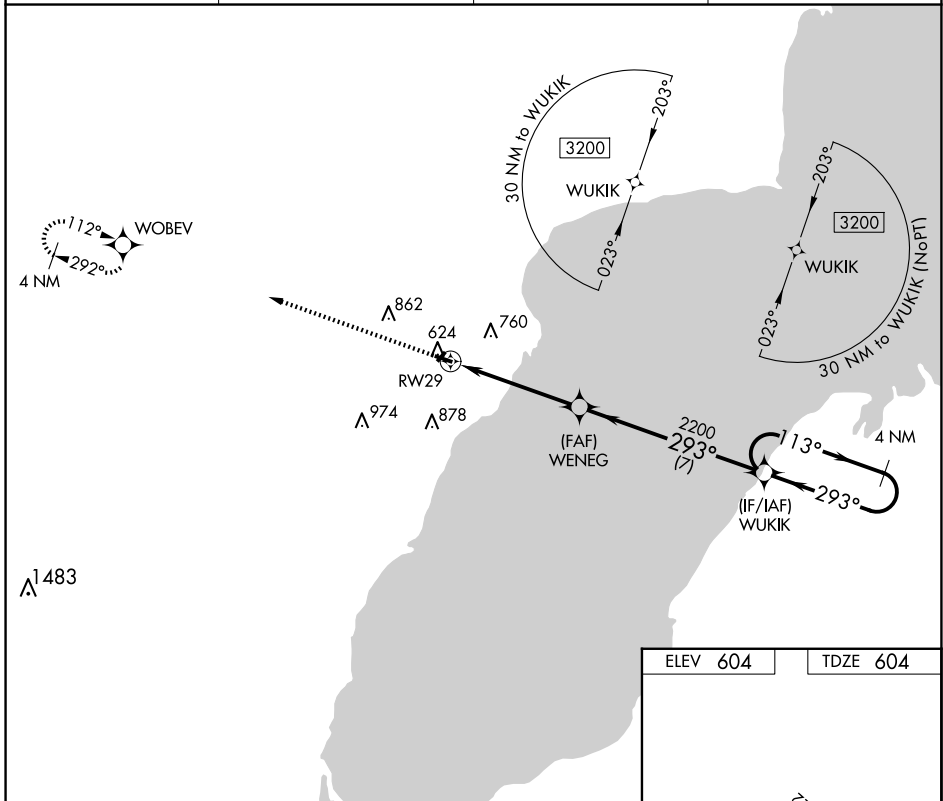 30 NM to WUKIK
3200
203°
WUKIK
023°
203°
3200
WUKIK
30 NM to WUKIK (NoPT)
023°
112°
WOBEV
292°
4 NM
862
624
760
RW29
974
878
(FAF)
WENEG
2200
293°
(7)
113°
4 NM
293°
(IF/IAF)
WUKIK
1483
ELEV 604
TDZE 604